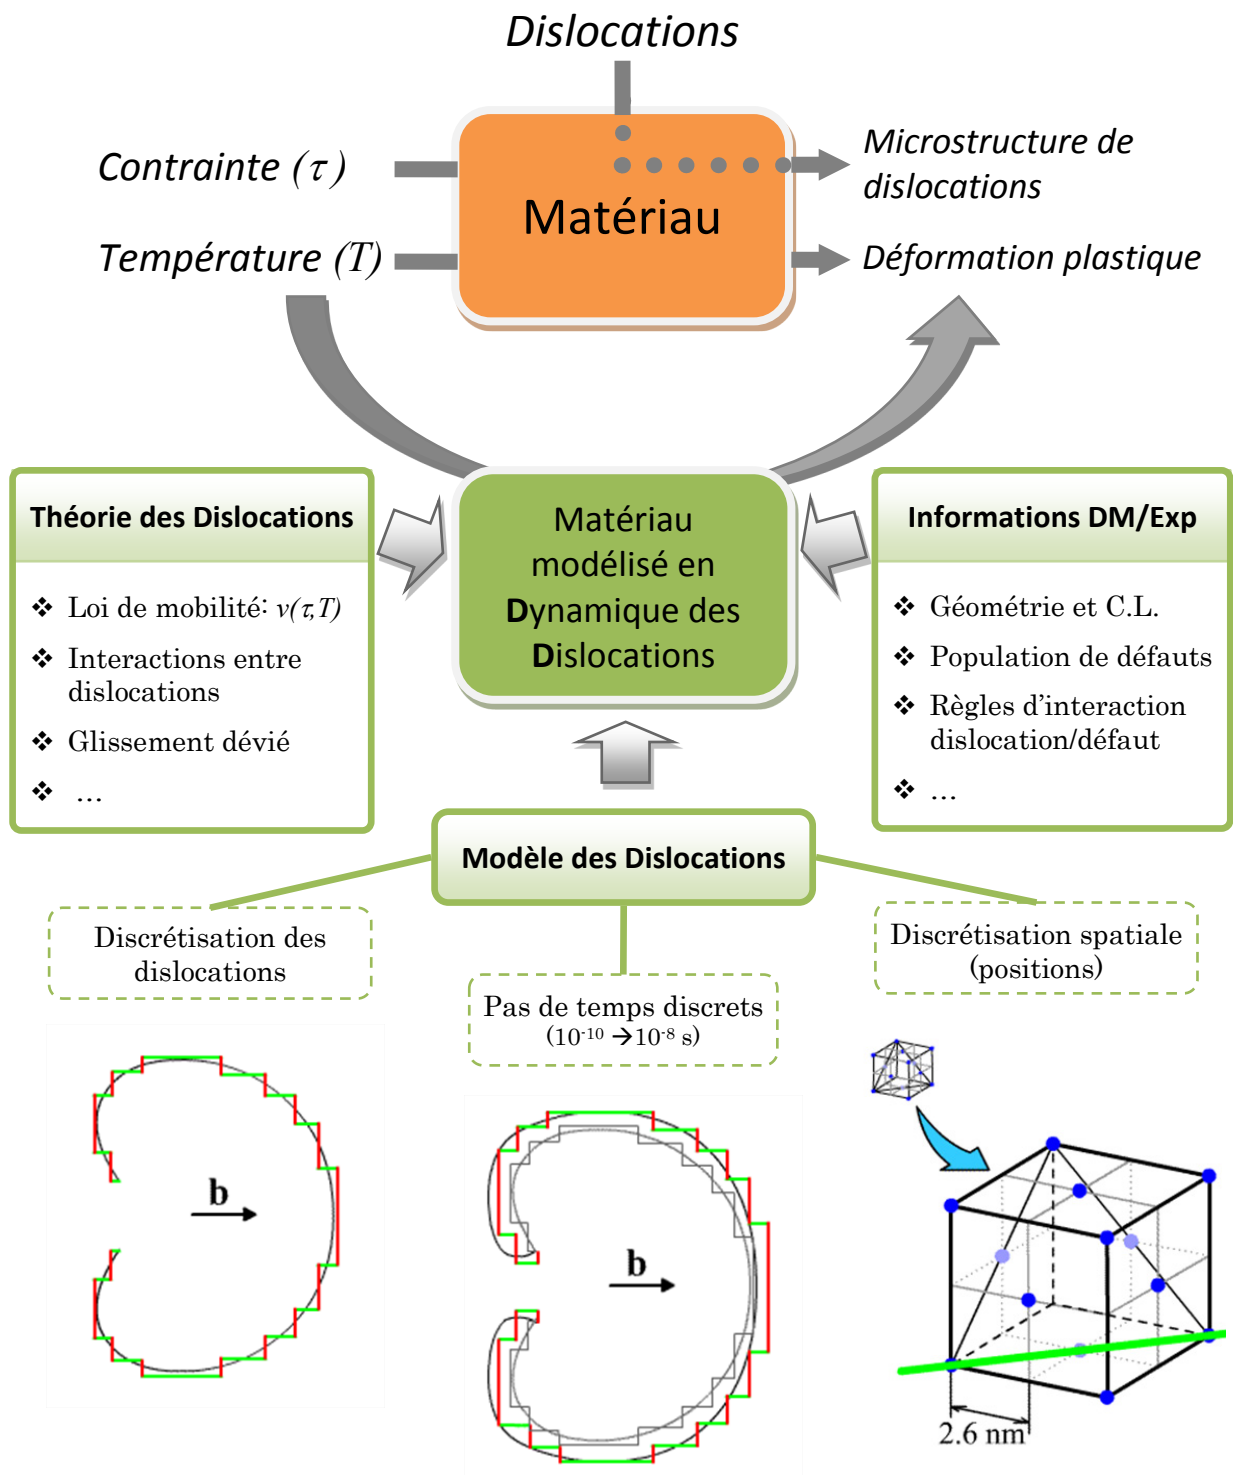 Dislocations
Contrainte (τ)
Température (T)
Matériau
Microstructure de
dislocations
Déformation plastique
Théorie des Dislocations
❖ Loi de mobilité: v(τ,T)
❖ Interactions entre
dislocations
❖ Glissement dévié
❖ ...
Matériau
modélisé en
Dynamique des
Dislocations
Informations DM/Exp
❖ Géométrie et C.L.
❖ Population de défauts
❖ Règles d’interaction
dislocation/défaut
❖ ...
Modèle des Dislocations
Discrétisation des
dislocations
Pas de temps discrets
(10⁻¹⁰ →10⁻⁸ s)
Discrétisation spatiale
(positions)
b
b
2.6 nm